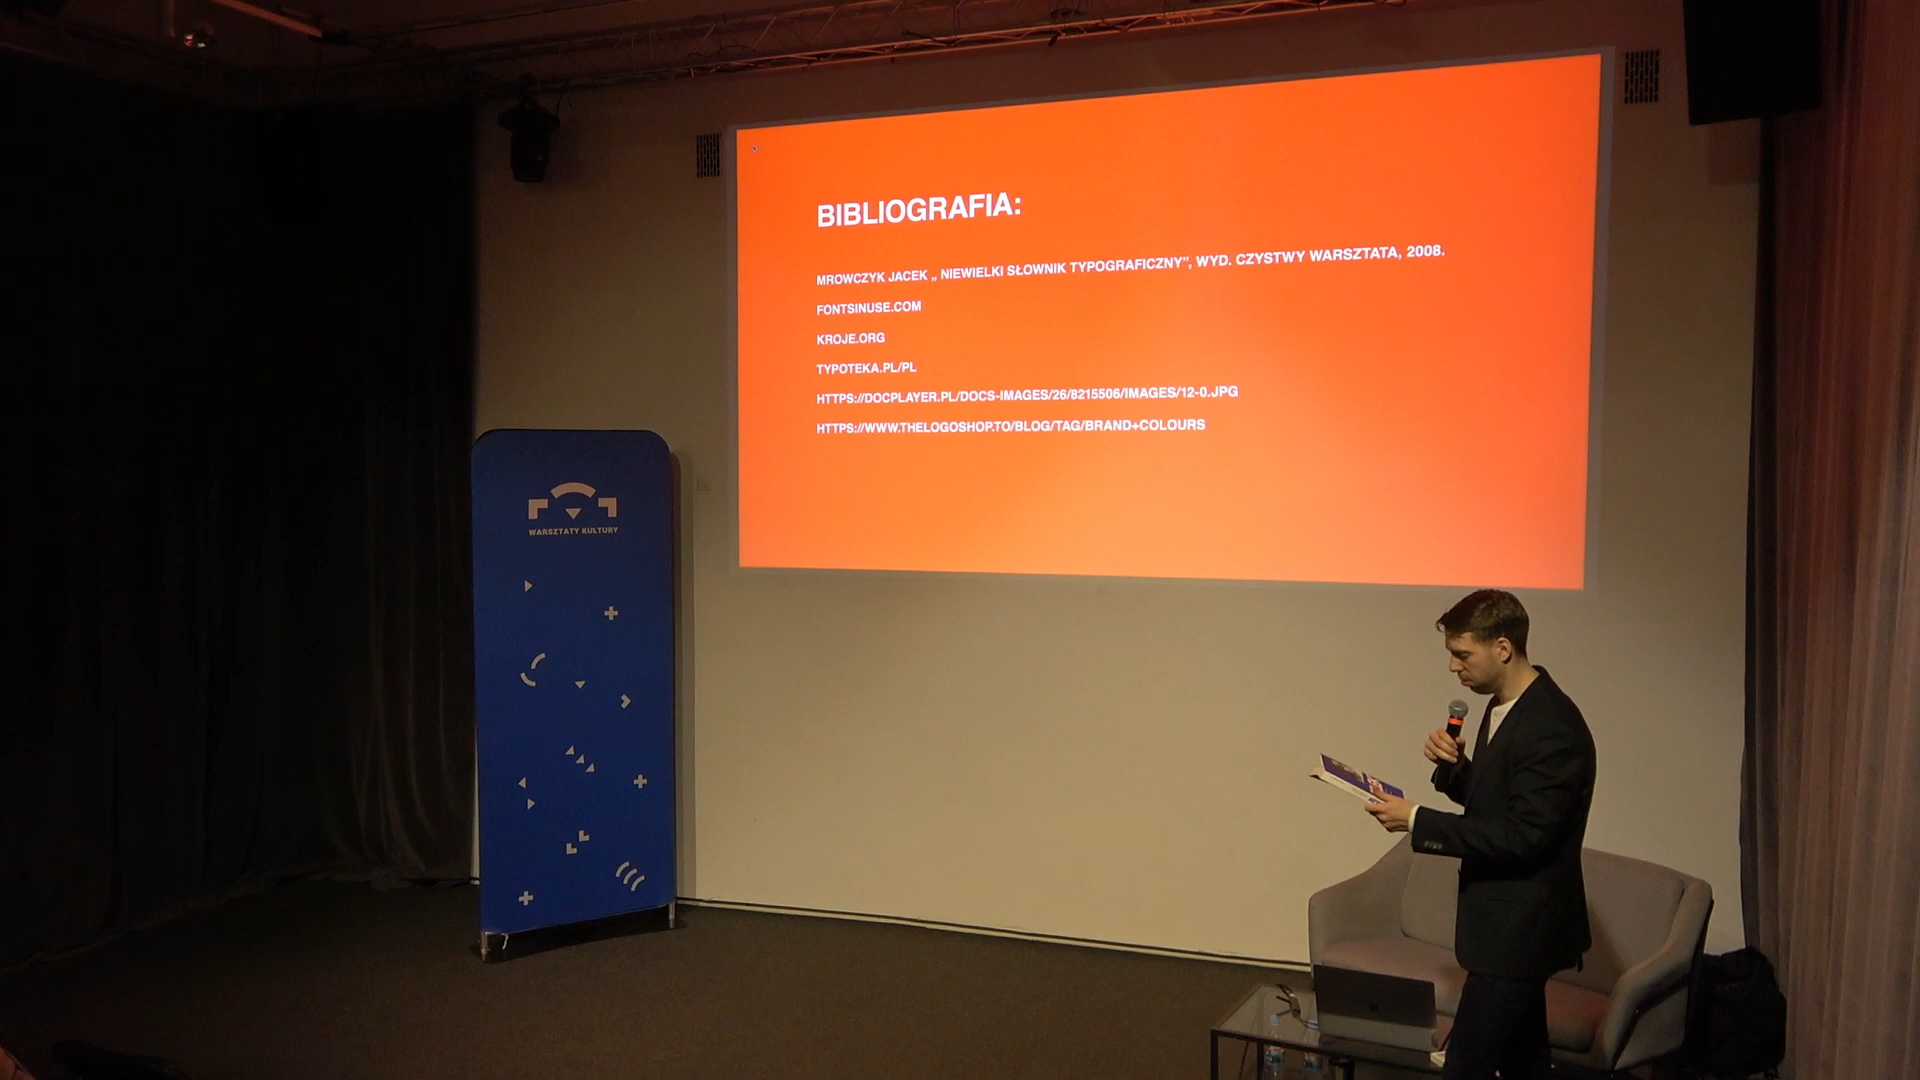 BIBLIOGRAFIA:
MROWCZYK JACEK „ NIEWIELKI SŁOWNIK TYPOGRAFICZNY”, WYD. CZYSTWY WARSZTATA, 2008.
FONTSINUSE.COM
KROJE.ORG
TYPOTEKA.PL/PL
HTTPS://DOCPLAYER.PL/DOCS-IMAGES/26/8215506/IMAGES/12-0.JPG
HTTPS://WWW.THELOGOSHOP.TO/BLOG/TAG/BRAND+COLOURS
WARSZTATY KULTURY